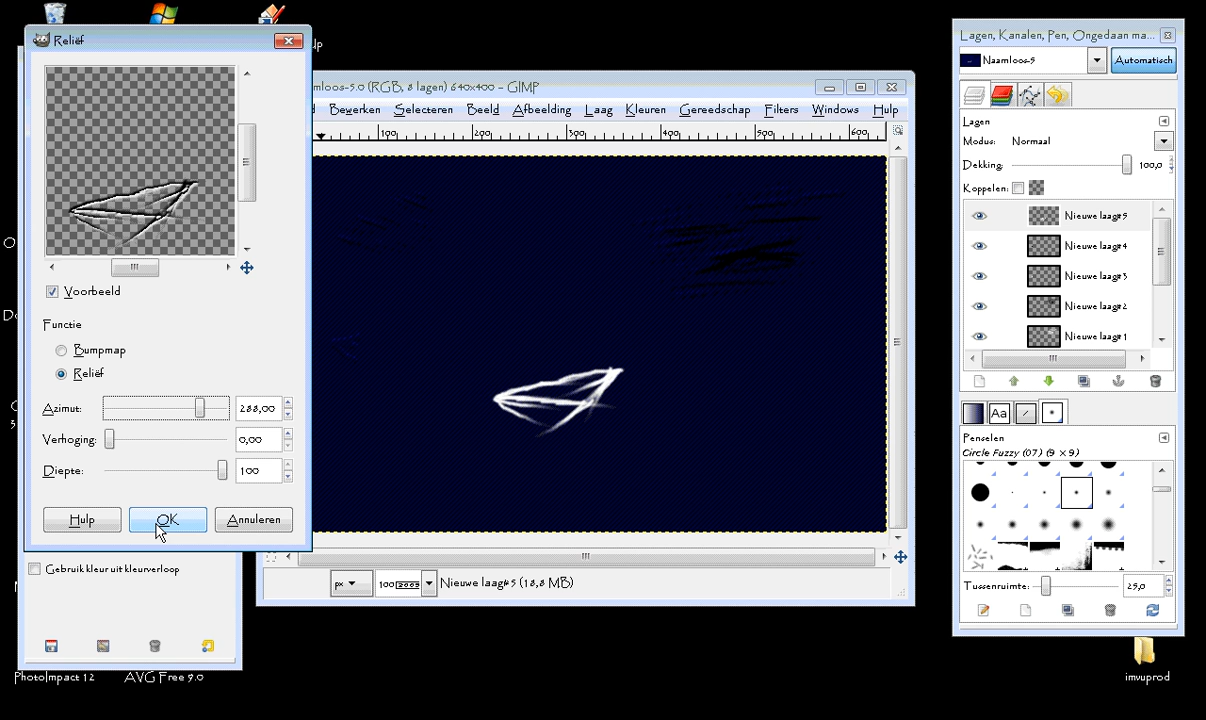 Reliëf
Voorbeeld
Functie
Bumpmap
Reliëf
Azimut:
288,00
Verhoging:
0,00
Diepte:
100
Hulp
OK
Annuleren
Gebruik kleur uit kleurverloop
PhotoImpact 12
AVG Free 9.0
mloos-5.0 (RGB, 8 lagen) 640x400 – GIMP
Bewerken Selecteren Beeld Afbeelding Laag Kleuren Gereedschap Filters Windows Hulp
100 200 300 400 500 600
px
Nieuwe laag#5 (18,8 MB)
Lagen, Kanalen, Pen, Ongedaan ma...
Naamloos-5
Automatisch
Lagen
Modus: Normaal
Dekking: 100,0
Koppelen:
Nieuwe laag#5
Nieuwe laag#4
Nieuwe laag#3
Nieuwe laag#2
Nieuwe laag#1
Aa
Penselen
Circle Fuzzy (07) (9 × 9)
Tussenruimte: 25,0
imvuprod